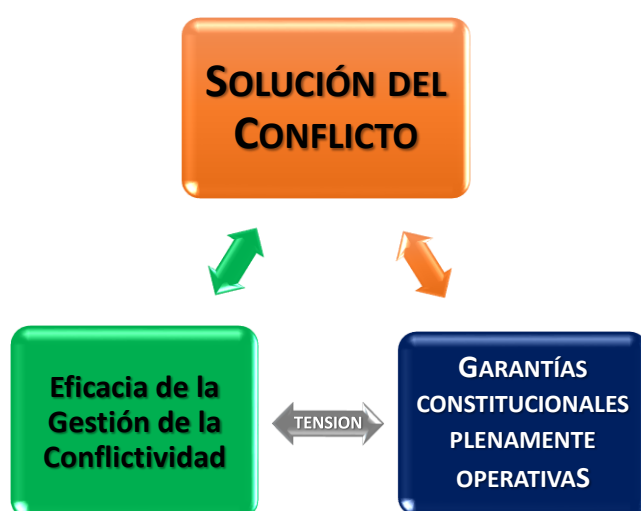 SOLUCIÓN DEL
CONFLICTO
Eficacia de la
Gestión de la
Conflictividad
TENSION
GARANTÍAS
CONSTITUCIONALES
PLENAMENTE
OPERATIVAS